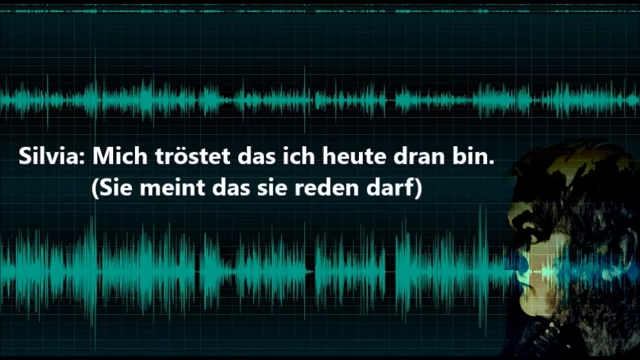 Silvia: Mich tröstet das ich heute dran bin.
(Sie meint das sie reden darf)